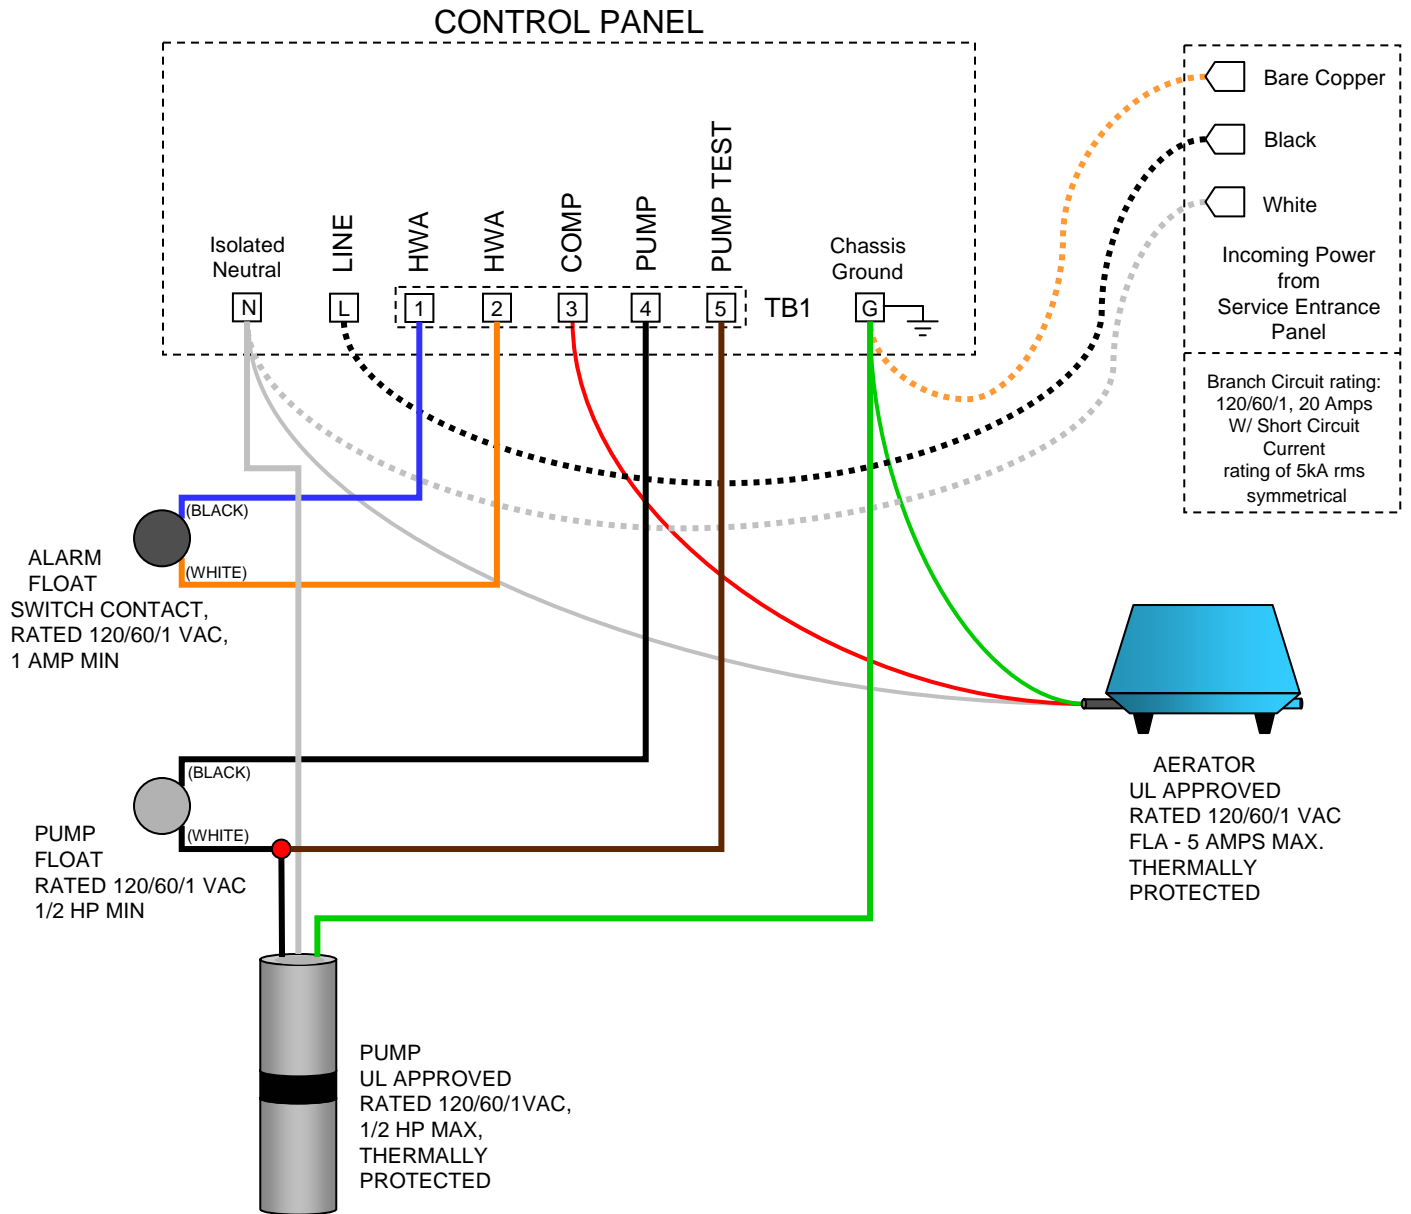 CONTROL PANEL
Bare Copper
Black
White
Incoming Power
from
Service Entrance
Panel
Branch Circuit rating:
120/60/1, 20 Amps
W/ Short Circuit
Current
rating of 5kA rms
symmetrical
Isolated
Neutral
LINE
HWA
HWA
COMP
PUMP
PUMP TEST
Chassis
Ground
N
L
1
2
3
4
5
TB1
G
(BLACK)
(WHITE)
ALARM
FLOAT
SWITCH CONTACT,
RATED 120/60/1 VAC,
1 AMP MIN
(BLACK)
(WHITE)
PUMP
FLOAT
RATED 120/60/1 VAC
1/2 HP MIN
AERATOR
UL APPROVED
RATED 120/60/1 VAC
FLA - 5 AMPS MAX.
THERMALLY
PROTECTED
PUMP
UL APPROVED
RATED 120/60/1VAC,
1/2 HP MAX,
THERMALLY
PROTECTED